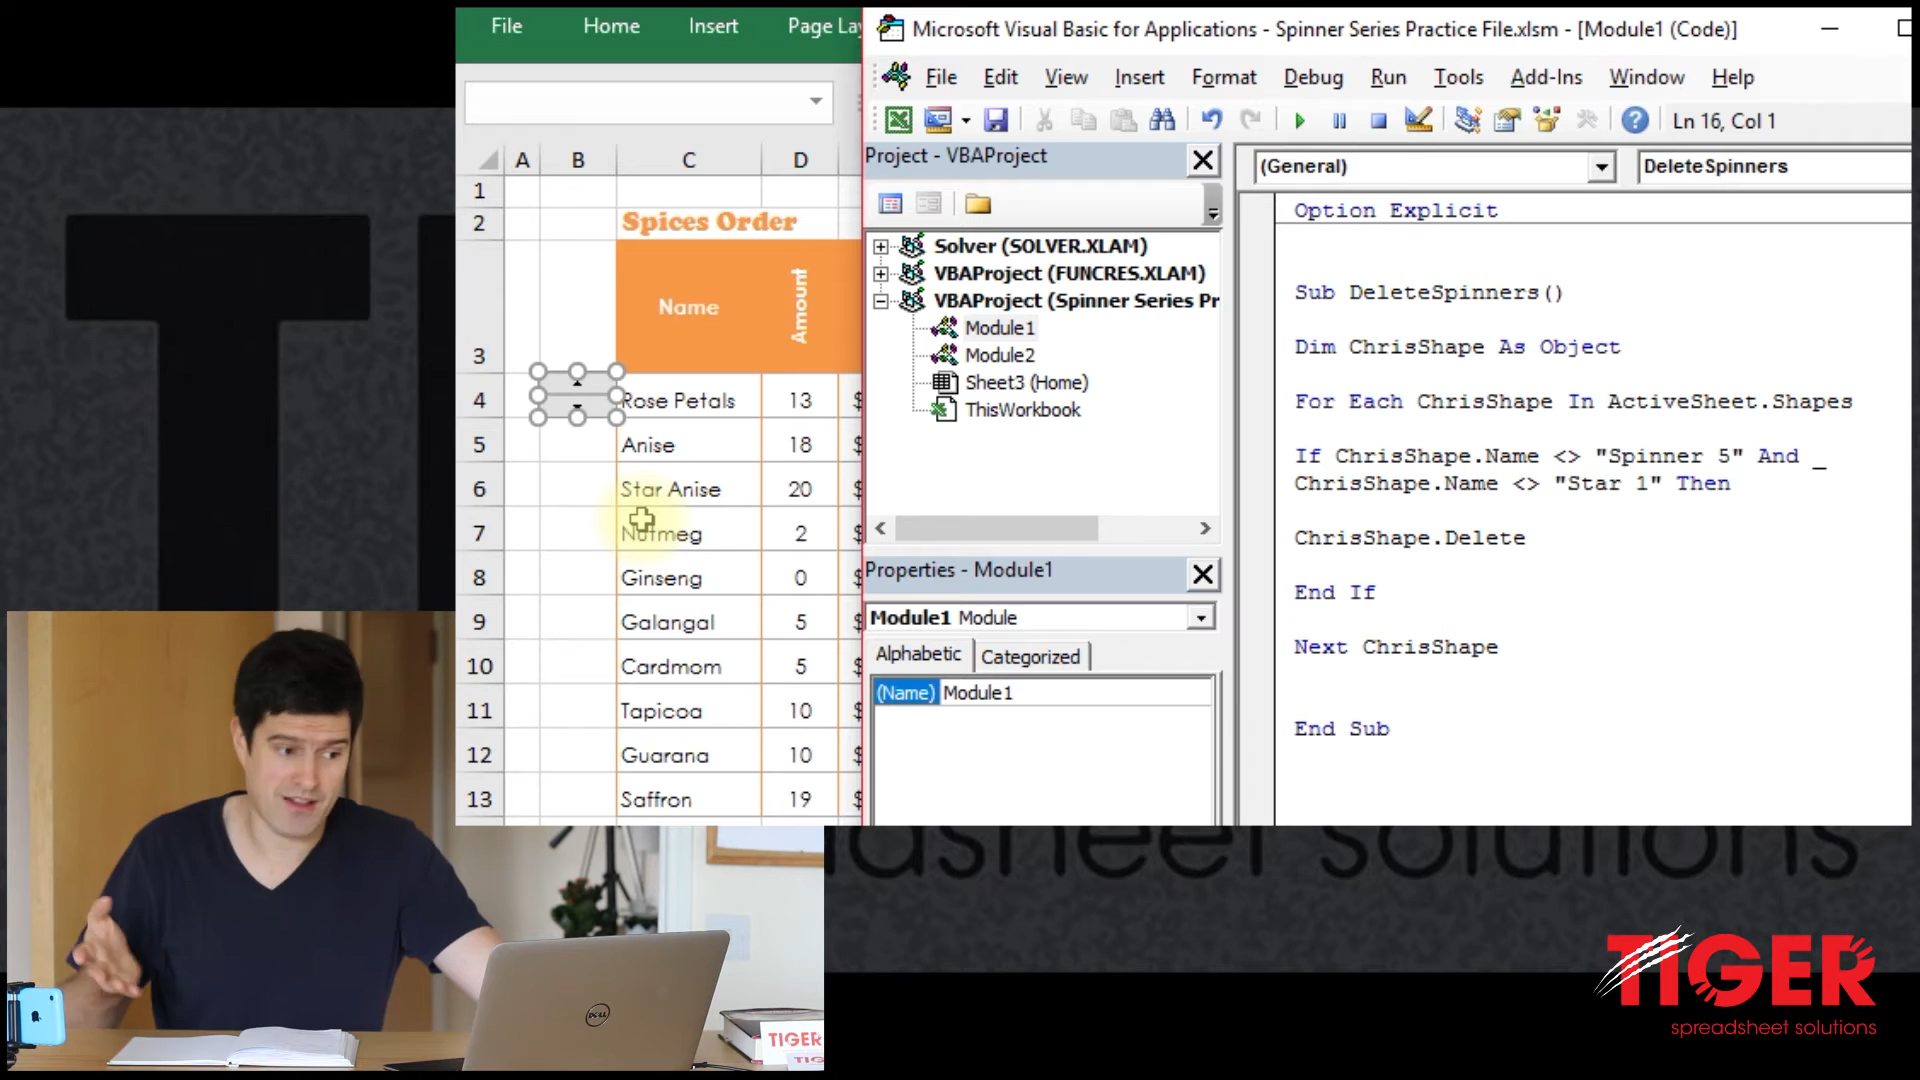 File Home Insert Page Lay
A B C D
1
2 Spices Order
3 Name Amount
4 Rose Petals 13 $
5 Anise 18 $
6 Star Anise 20 $
7 Nutmeg 2 $
8 Ginseng 0 $
9 Galangal 5 $
10 Cardmom 5 $
11 Tapicoa 10 $
12 Guarana 10 $
13 Saffron 19 $
Microsoft Visual Basic for Applications - Spinner Series Practice File.xlsm - [Module1 (Code)]
File Edit View Insert Format Debug Run Tools Add-Ins Window Help
Ln 16, Col 1
Project - VBAProject
Solver (SOLVER.XLAM)
VBAProject (FUNCRES.XLAM)
VBAProject (Spinner Series Pr
Module1
Module2
Sheet3 (Home)
ThisWorkbook
Properties - Module1
Module1 Module
Alphabetic Categorized
(Name) Module1
(General) DeleteSpinners
Option Explicit
Sub DeleteSpinners()
Dim ChrisShape As Object
For Each ChrisShape In ActiveSheet.Shapes
If ChrisShape.Name <> "Spinner 5" And _
ChrisShape.Name <> "Star 1" Then
ChrisShape.Delete
End If
Next ChrisShape
End Sub
adsheet solutions
DELL
TIGER
TIG
TIGER
spreadsheet solutions